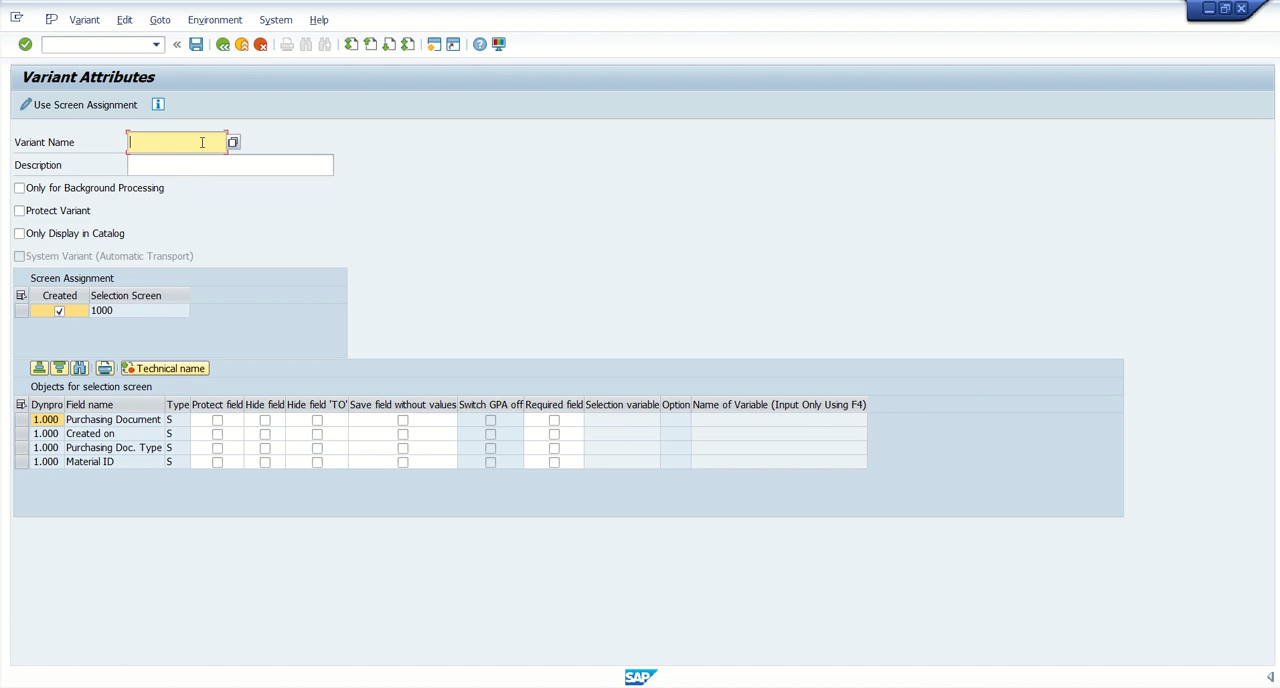 Variant Edit Goto Environment System Help
Variant Attributes
Use Screen Assignment
Variant Name
Description
Only for Background Processing
Protect Variant
Only Display in Catalog
System Variant (Automatic Transport)
Screen Assignment
Created Selection Screen
1000
Technical name
Objects for selection screen
Dynpro Field name Type Protect field Hide field Hide field 'TO' Save field without values Switch GPA off Required field Selection variable Option Name of Variable (Input Only Using F4)
1.000 Purchasing Document S
1.000 Created on S
1.000 Purchasing Doc. Type S
1.000 Material ID S
SAP